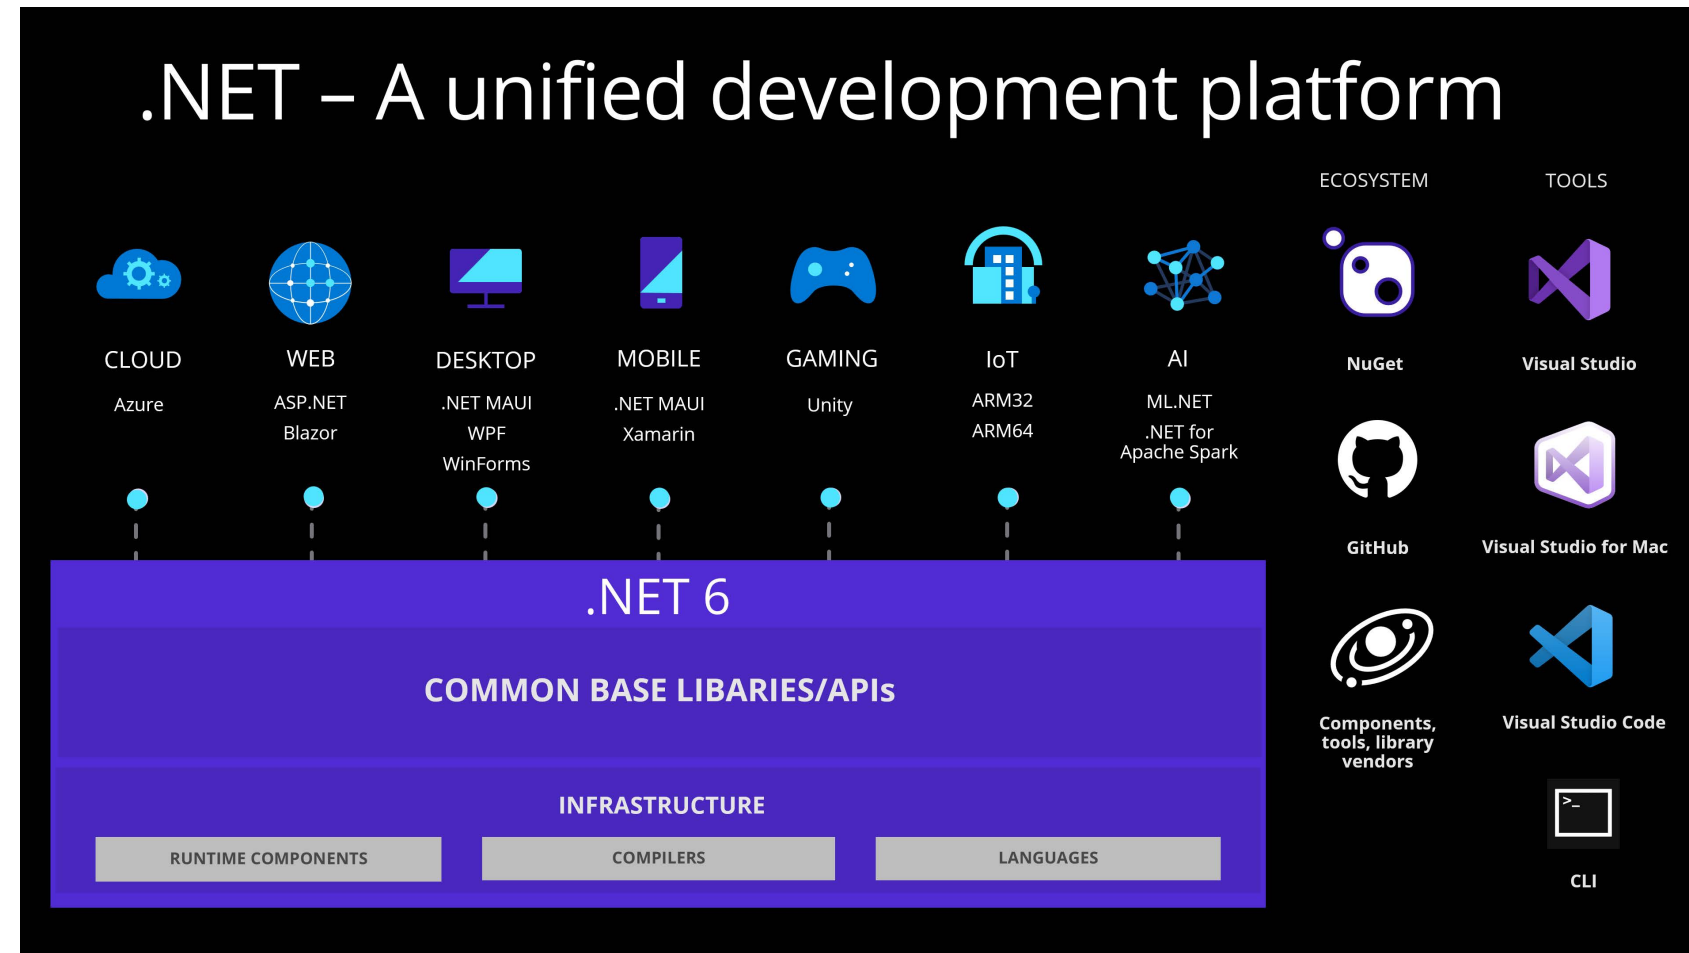 .NET – A unified development platform
ECOSYSTEM
TOOLS
CLOUD
Azure
WEB
ASP.NET
Blazor
DESKTOP
.NET MAUI
WPF
WinForms
MOBILE
.NET MAUI
Xamarin
GAMING
Unity
IoT
ARM32
ARM64
AI
ML.NET
.NET for
Apache Spark
NuGet
GitHub
Components,
tools, library
vendors
Visual Studio
Visual Studio for Mac
Visual Studio Code
>_
CLI
.NET 6
COMMON BASE LIBARIES/APIs
INFRASTRUCTURE
RUNTIME COMPONENTS
COMPILERS
LANGUAGES